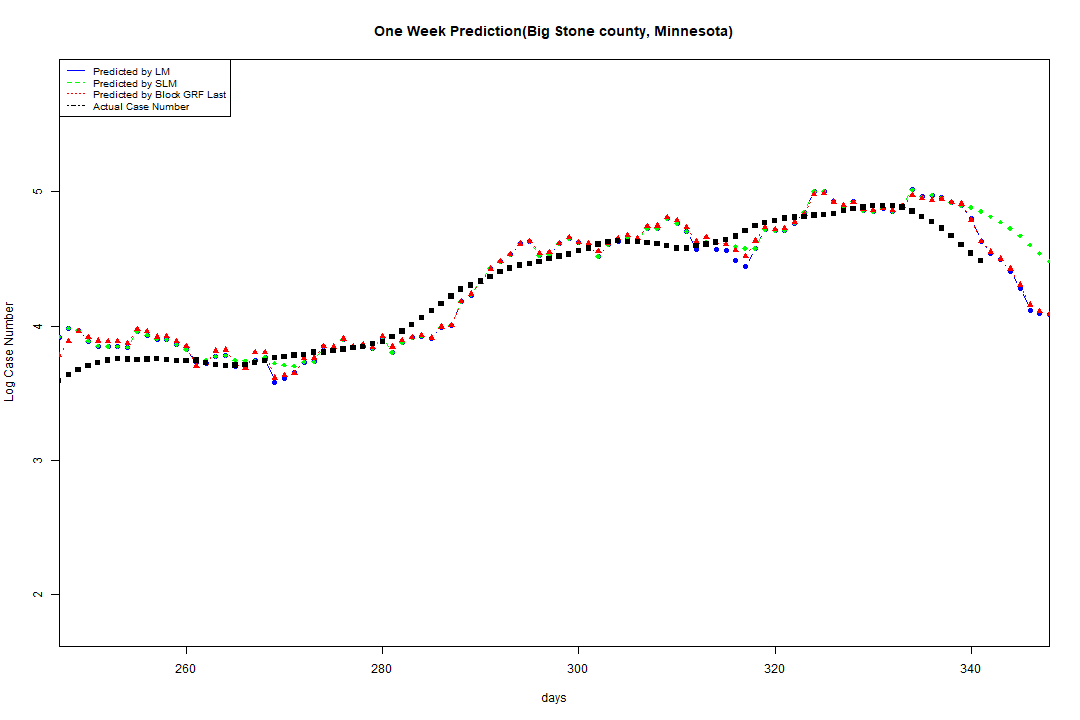 One Week Prediction(Big Stone county, Minnesota)
Predicted by LM
Predicted by SLM
Predicted by Block GRF Last
Actual Case Number
5
4
3
2
Log Case Number
260 280 300 320 340
days